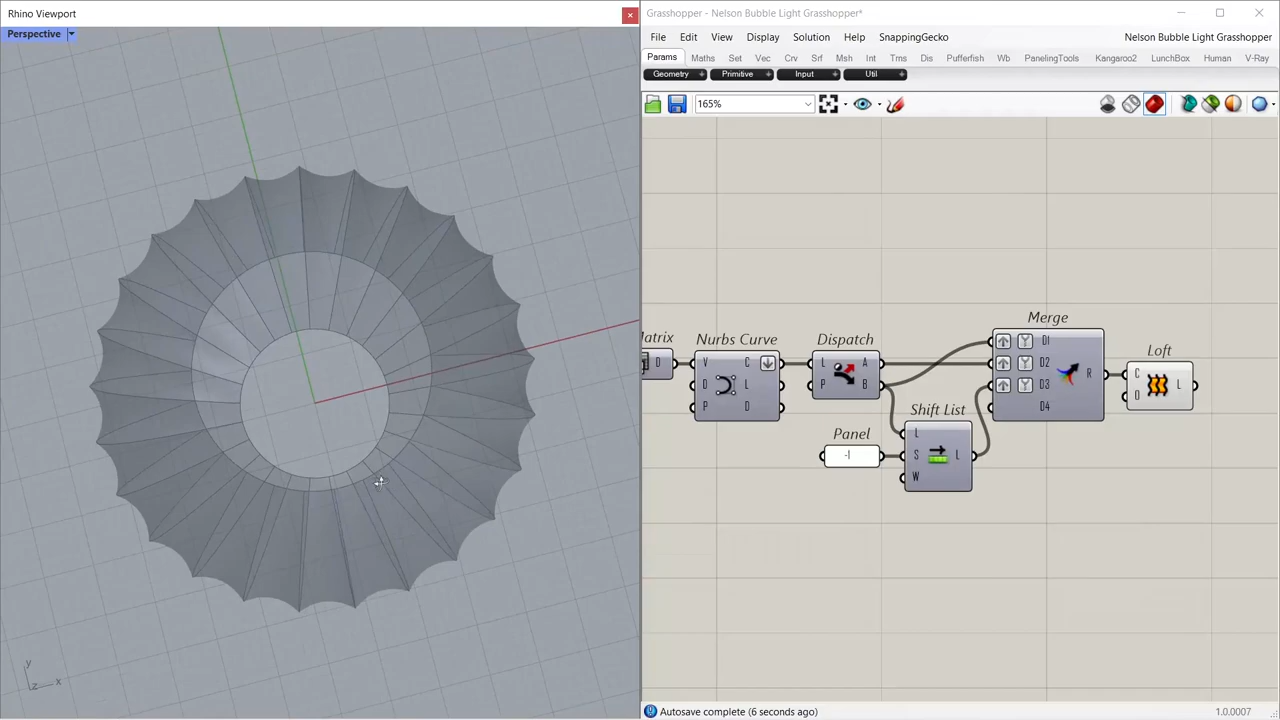 Rhino Viewport
Perspective
y
z
x
Grasshopper - Nelson Bubble Light Grasshopper*
File Edit View Display Solution Help SnappingGecko
Nelson Bubble Light Grasshopper
Params Maths Set Vec Crv Srf Msh Int Trns Dis Pufferfish Wb PanelingTools Kangaroo2 LunchBox Human V-Ray
Geometry Primitive Input Util
165%
Matrix
D
Nurbs Curve
V C
D L
P D
Dispatch
L A
P B
Panel
-1
Shift List
L
S L
W
Merge
D1
D2
D3 R
D4
Loft
C L
O
Autosave complete (6 seconds ago)
1.0.0007